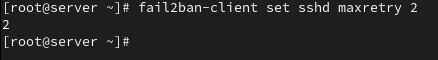 [root@server ~]# fail2ban-client set sshd maxretry 2
2
[root@server ~]#